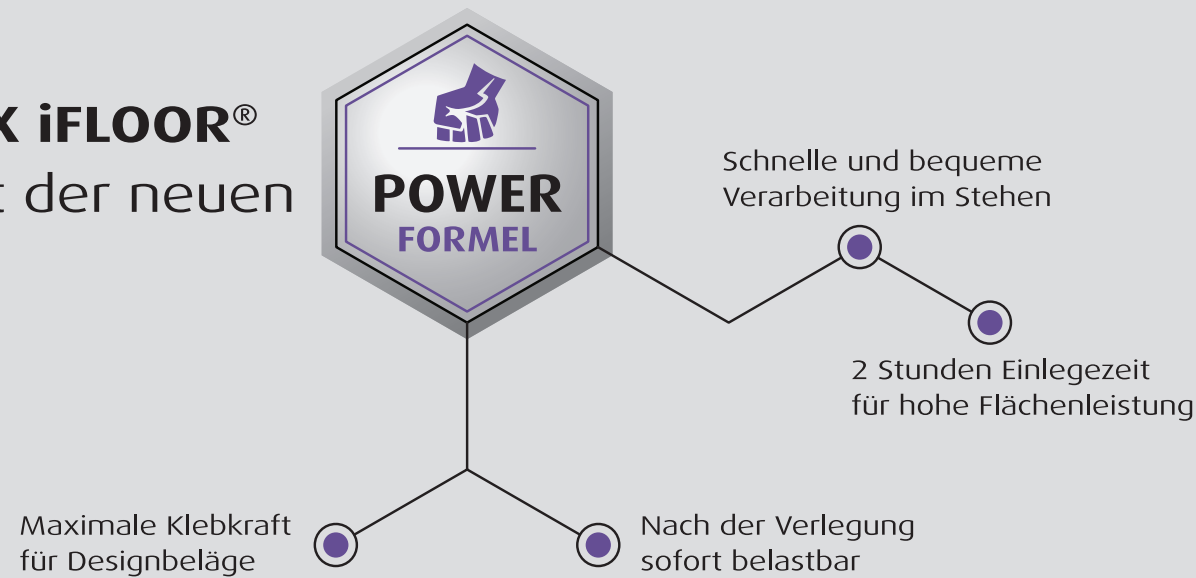 X iFLOOR®
der neuen
POWER
FORMEL
Schnelle und bequeme
Verarbeitung im Stehen
2 Stunden Einlegezeit
für hohe Flächenleistung
Maximale Klebkraft
für Designbeläge
Nach der Verlegung
sofort belastbar